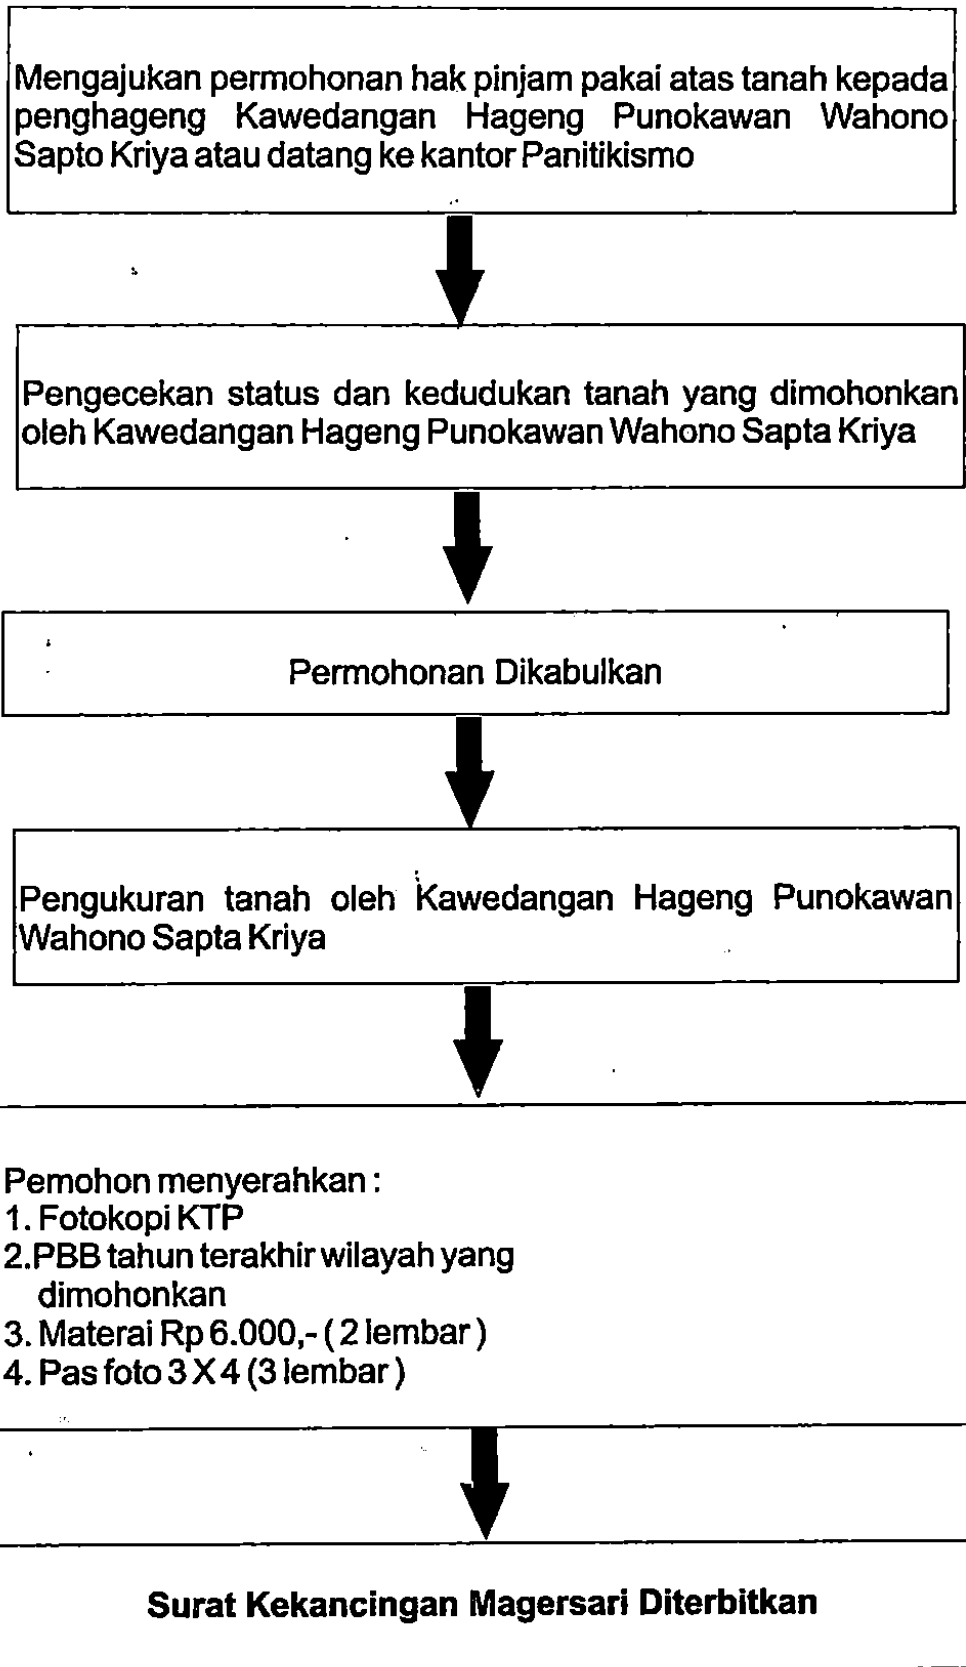 Mengajukan permohonan hak pinjam pakai atas tanah kepada
penghageng Kawedangan Hageng Punokawan Wahono
Sapto Kriya atau datang ke kantor Panitikismo
Pengecekan status dan kedudukan tanah yang dimohonkan
oleh Kawedangan Hageng Punokawan Wahono Sapta Kriya
Permohonan Dikabulkan
Pengukuran tanah oleh Kawedangan Hageng Punokawan
Wahono Sapta Kriya
Pemohon menyerahkan :
1. Fotokopi KTP
2.PBB tahun terakhir wilayah yang
dimohonkan
3. Materai Rp 6.000,- ( 2 lembar )
4. Pas foto 3 X 4 (3 lembar )
Surat Kekancingan Magersari Diterbitkan